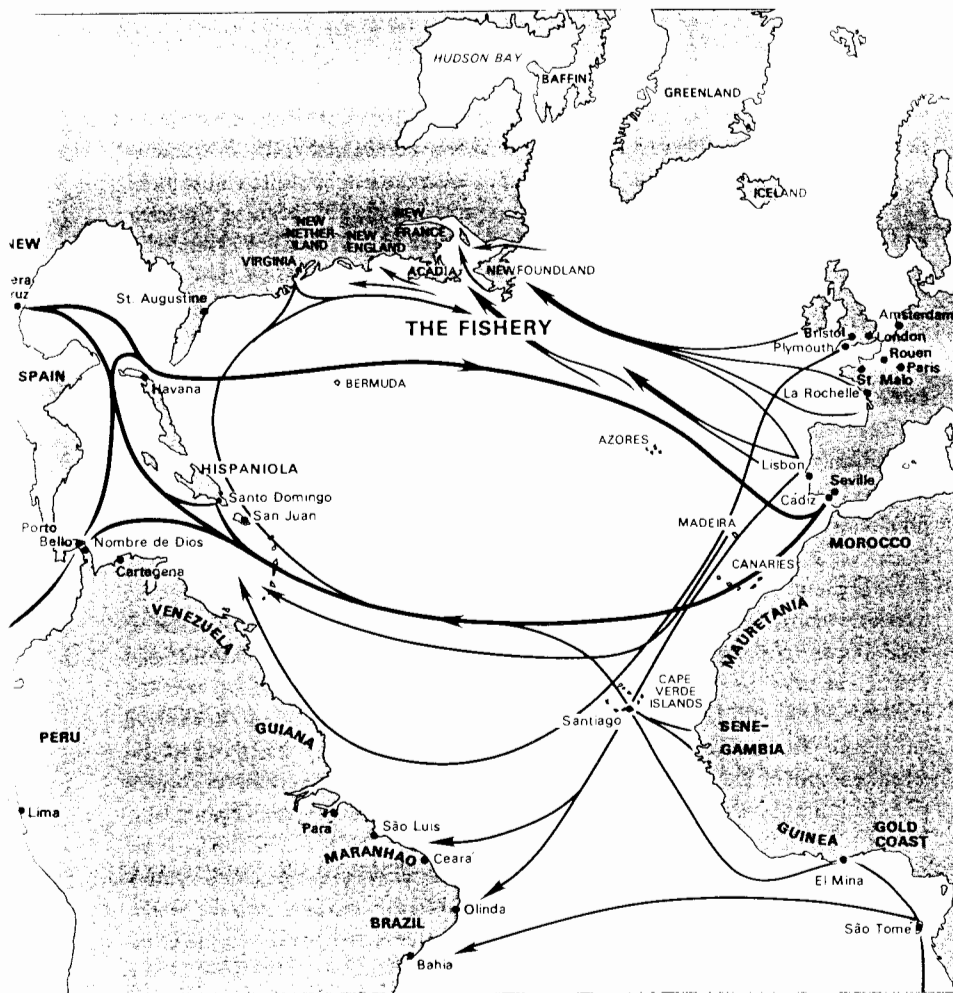 HUDSON BAY
BAFFIN
GREENLAND
ICELAND
NEW
NETHER-
LAND
NEW
ENGLAND
NEW
FRANCE
NEW
VIRGINIA
ACADIA
NEWFOUNDLAND
St. Augustine
THE FISHERY
Amsterdam
Bristol
London
Plymouth
Rouen
Paris
St. Malo
La Rochelle
SPAIN
Havana
BERMUDA
AZORES
Lisbon
Seville
Cadiz
HISPANIOLA
Santo Domingo
San Juan
MADEIRA
MOROCCO
Porto
Bello
Nombre de Dios
Cartagena
CANARIES
VENEZUELA
MAURETANIA
CAPE
VERDE
ISLANDS
Santiago
SENE-
GAMBIA
PERU
GUIANA
Lima
Para
São Luis
MARANHAO
Ceara
GUINEA
GOLD
COAST
El Mina
Olinda
BRAZIL
São Tomé
Bahia